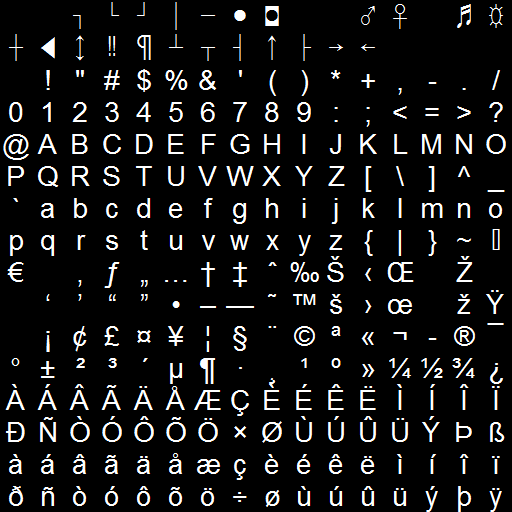 ┐ └ ┘ │ ─ ● ◘ ♂ ♀ ♬ ☼
┼ ◀ ↕ ‼ ¶ ┴ ┬ ┤ ↑ ├ → ←
! " # $ % & ' ( ) * + , - . /
0 1 2 3 4 5 6 7 8 9 : ; < = > ?
@ A B C D E F G H I J K L M N O
P Q R S T U V W X Y Z [ \ ] ^ _
` a b c d e f g h i j k l m n o
p q r s t u v w x y z { | } ~ ▯
€ ‚ ƒ „ … † ‡ ˆ ‰ Š ‹ Œ Ž
‘ ’ “ ” • – — ˜ ™ š › œ ž Ÿ
¡ ¢ £ ¤ ¥ ¦ § ¨ © ª « ¬ - ® ¯
° ± ² ³ ´ µ ¶ · ¸ ¹ º » ¼ ½ ¾ ¿
À Á Â Ã Ä Å Æ Ç È É Ê Ë Ì Í Î Ï
Ð Ñ Ò Ó Ô Õ Ö × Ø Ù Ú Û Ü Ý Þ ß
à á â ã ä å æ ç è é ê ë ì í î ï
ð ñ ò ó ô õ ö ÷ ø ù ú û ü ý þ ÿ